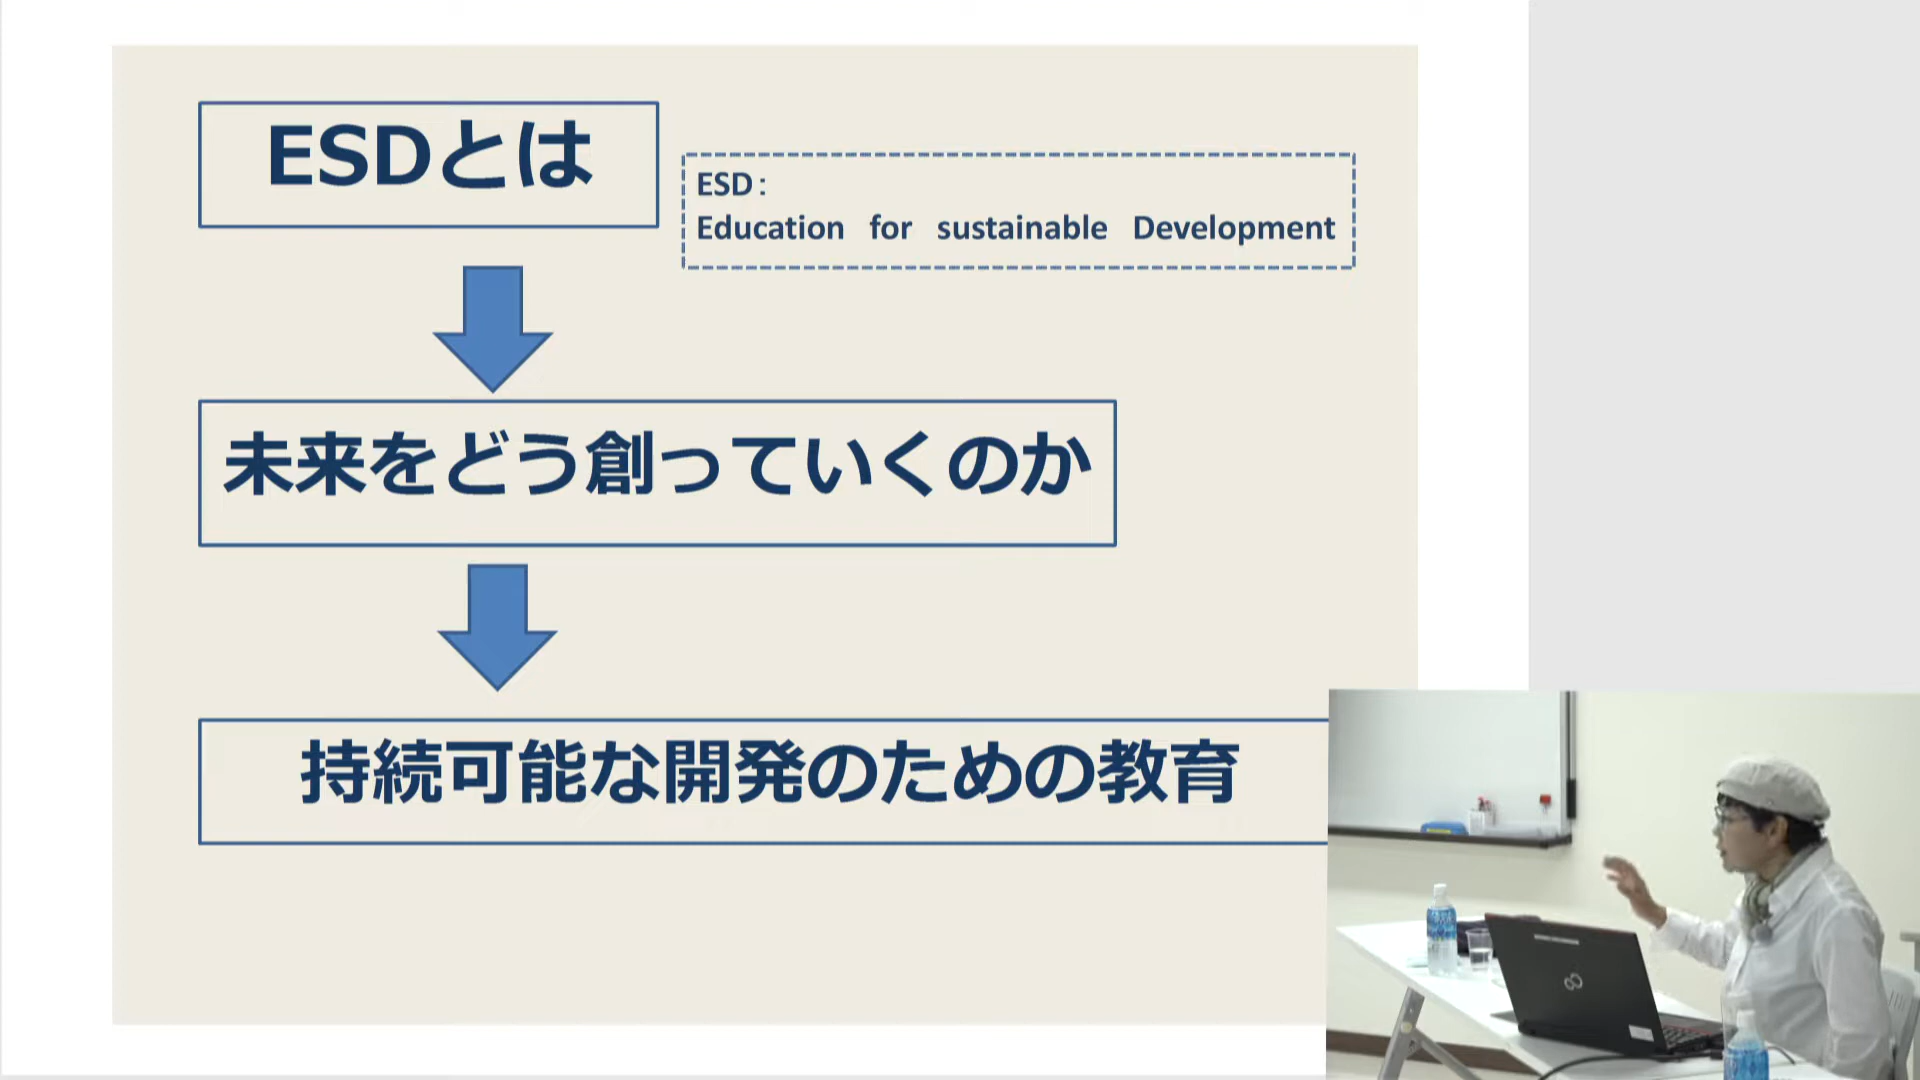 ESDとは
ESD：
Education for sustainable Development
未来をどう創っていくのか
持続可能な開発のための教育